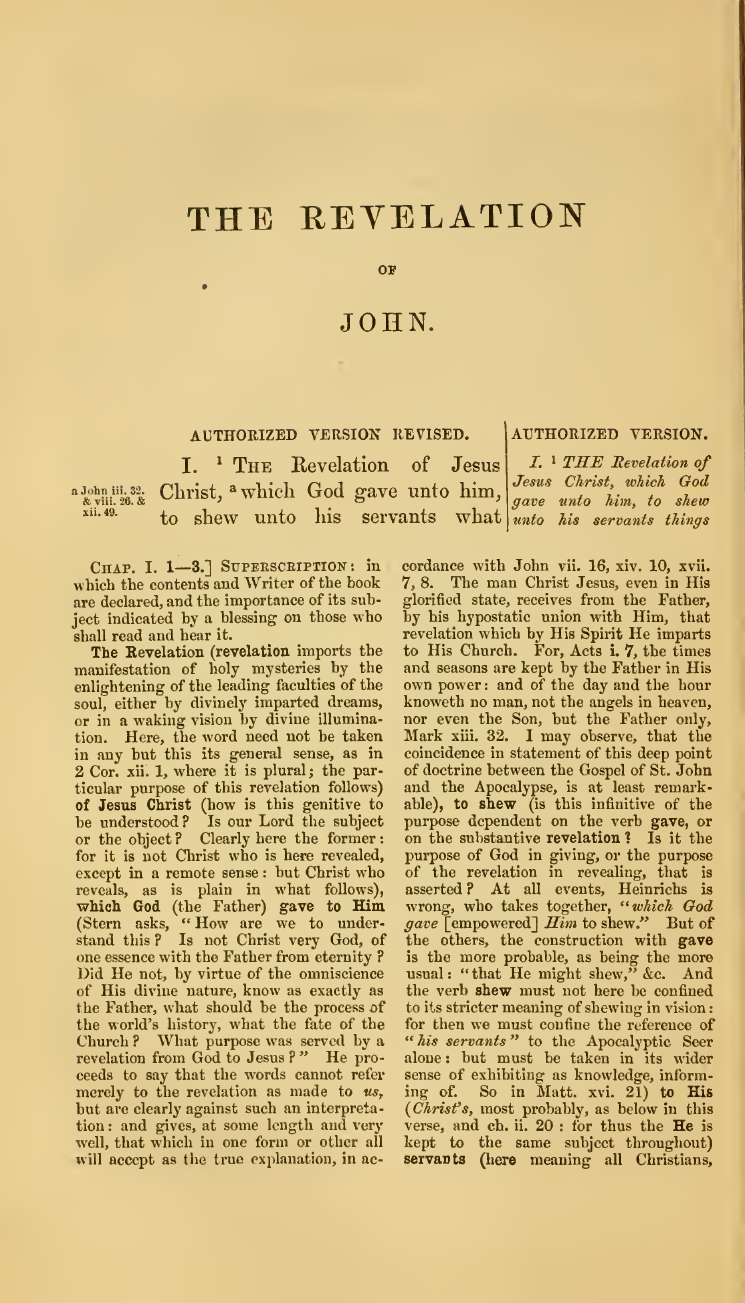 THE REVELATION
OF
JOHN.
AUTHORIZED VERSION REVISED.
I. ¹ THE Revelation of Jesus
Christ, ᵃ which God gave unto him,
to shew unto his servants what
a John iii. 32.
& viii. 26. &
xii. 49.
AUTHORIZED VERSION.
I. ¹ THE Revelation of
Jesus Christ, which God
gave unto him, to shew
unto his servants things
CHAP. I. 1—3.] SUPERSCRIPTION: in
which the contents and Writer of the book
are declared, and the importance of its sub-
ject indicated by a blessing on those who
shall read and hear it.
The Revelation (revelation imports the
manifestation of holy mysteries by the
enlightening of the leading faculties of the
soul, either by divinely imparted dreams,
or in a waking vision by divine illumina-
tion. Here, the word need not be taken
in any but this its general sense, as in
2 Cor. xii. 1, where it is plural; the par-
ticular purpose of this revelation follows)
of Jesus Christ (how is this genitive to
be understood? Is our Lord the subject
or the object? Clearly here the former:
for it is not Christ who is here revealed,
except in a remote sense: but Christ who
reveals, as is plain in what follows),
which God (the Father) gave to Him
(Stern asks, “How are we to under-
stand this? Is not Christ very God, of
one essence with the Father from eternity?
Did He not, by virtue of the omniscience
of His divine nature, know as exactly as
the Father, what should be the process of
the world's history, what the fate of the
Church? What purpose was served by a
revelation from God to Jesus?” He pro-
ceeds to say that the words cannot refer
merely to the revelation as made to us,
but are clearly against such an interpreta-
tion: and gives, at some length and very
well, that which in one form or other all
will accept as the true explanation, in ac-
cordance with John vii. 16, xiv. 10, xvii.
7, 8. The man Christ Jesus, even in His
glorified state, receives from the Father,
by his hypostatic union with Him, that
revelation which by His Spirit He imparts
to His Church. For, Acts i. 7, the times
and seasons are kept by the Father in His
own power: and of the day and the hour
knoweth no man, not the angels in heaven,
nor even the Son, but the Father only,
Mark xiii. 32. I may observe, that the
coincidence in statement of this deep point
of doctrine between the Gospel of St. John
and the Apocalypse, is at least remark-
able), to shew (is this infinitive of the
purpose dependent on the verb gave, or
on the substantive revelation? Is it the
purpose of God in giving, or the purpose
of the revelation in revealing, that is
asserted? At all events, Heinrichs is
wrong, who takes together, “which God
gave [empowered] Him to shew.” But of
the others, the construction with gave
is the more probable, as being the more
usual: “that He might shew,” &c. And
the verb shew must not here be confined
to its stricter meaning of shewing in vision:
for then we must confine the reference of
“his servants” to the Apocalyptic Seer
alone: but must be taken in its wider
sense of exhibiting as knowledge, inform-
ing of. So in Matt. xvi. 21) to His
(Christ's, most probably, as below in this
verse, and ch. ii. 20: for thus the He is
kept to the same subject throughout)
servants (here meaning all Christians,